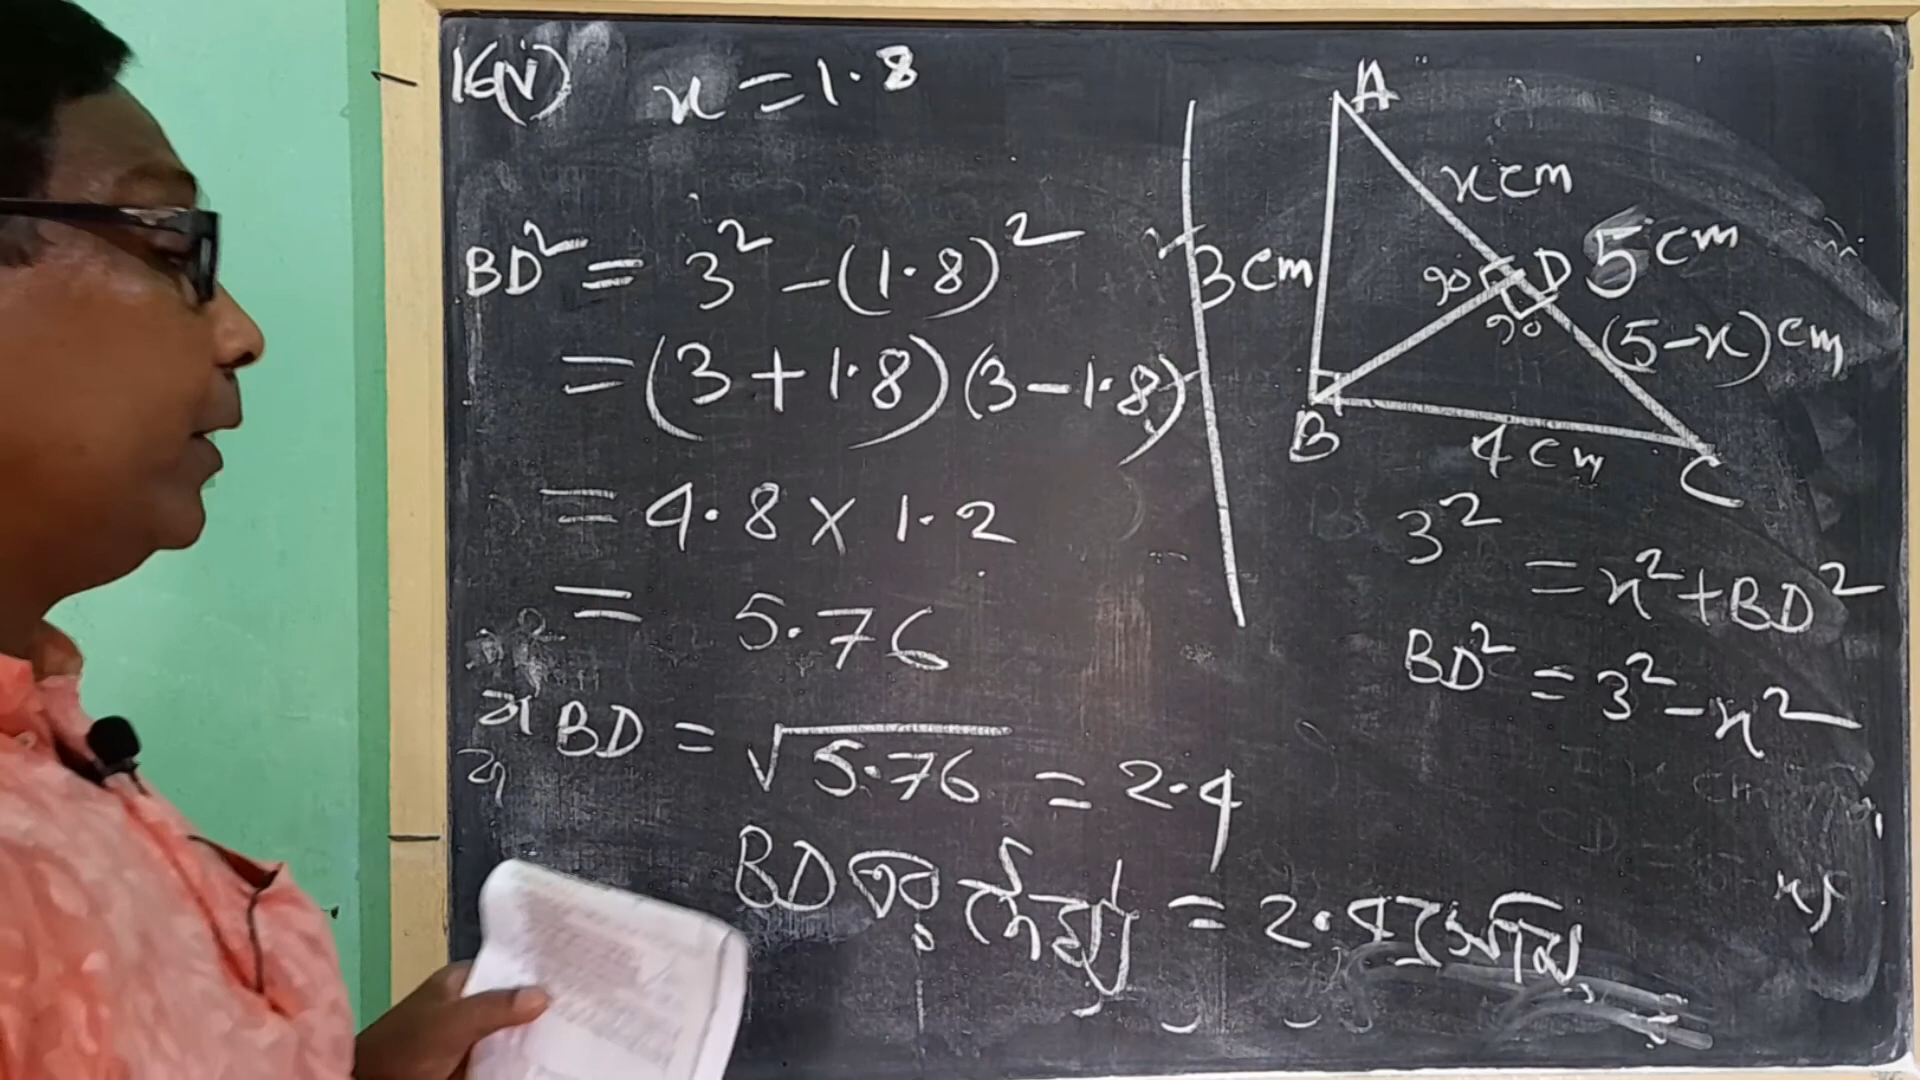 16(iv) x = 1.8
BD² = 3² - (1.8)²
= (3 + 1.8) (3 - 1.8)
= 4.8 × 1.2
= 5.76
বা BD = √5.76 = 2.4
BD এর দৈর্ঘ্য = 2.4 সেমি
A
x cm
3 cm
90
D
5 cm
90
(5-x) cm
B
4 cm
C
3² = x² + BD²
BD² = 3² - x²